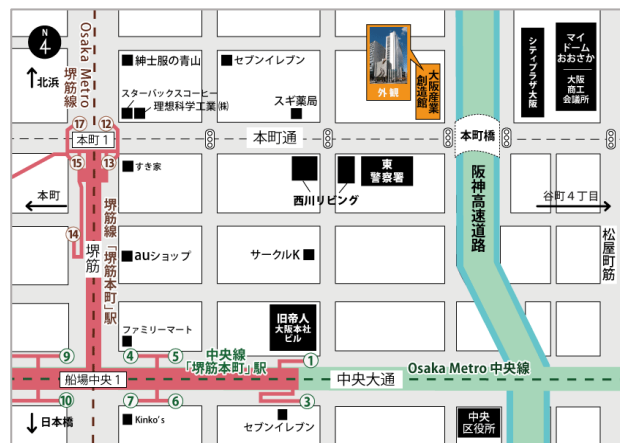 N
北浜
Osaka Metro
堺筋線
紳士服の青山
スターバックスコーヒー
理想科学工業㈱
セブンイレブン
スギ薬局
外観
大阪産業
創造館
シティプラザ大阪
マイ
ドーム
おおさか
大阪
商工
会議所
⑰
⑫
本町1
⑮
⑬
本町通
本町橋
すき家
西川リビング
東
警察署
本町
谷町4丁目
阪神高速道路
松屋町筋
⑭
堺筋
堺筋線「堺筋本町」駅
auショップ
サークルK
ファミリーマート
旧帝人
大阪本社
ビル
⑨
④
⑤
中央線
「堺筋本町」駅
①
船場中央1
中央大通
Osaka Metro 中央線
⑩
⑦
⑥
③
日本橋
Kinko's
セブンイレブン
中央
区役所